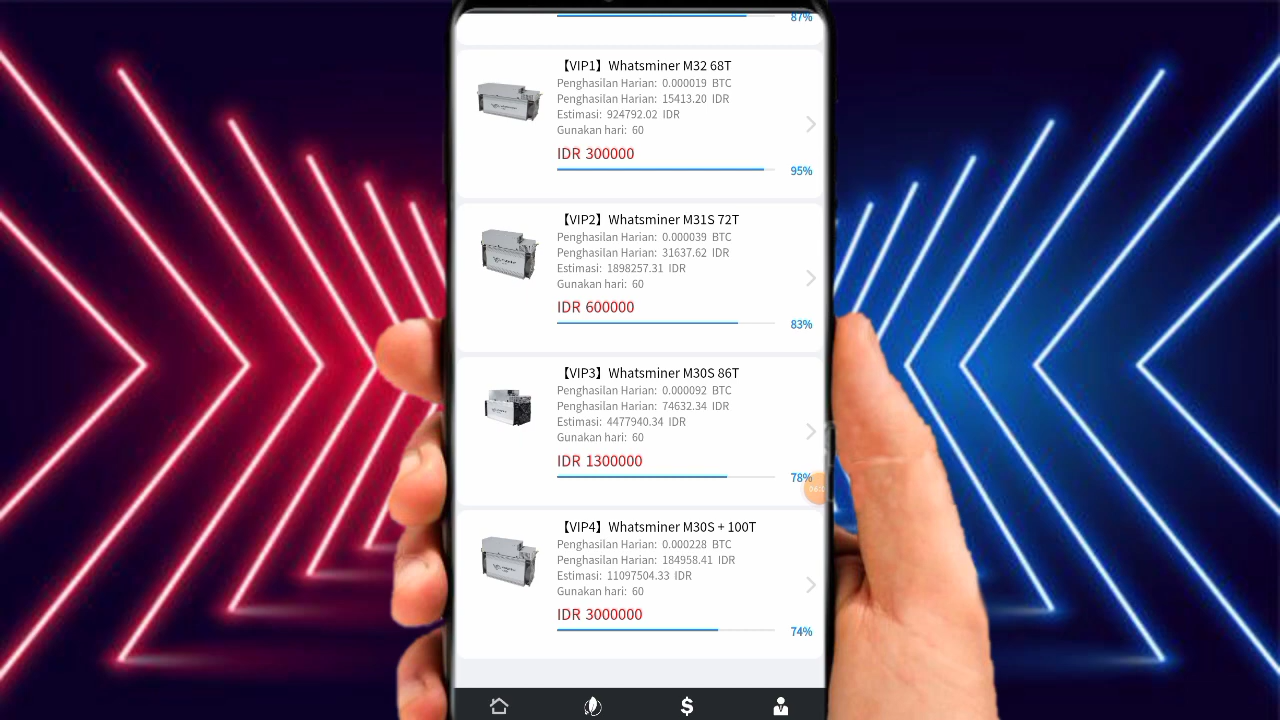 87%
【VIP1】Whatsminer M32 68T
Penghasilan Harian: 0.000019 BTC
Penghasilan Harian: 15413.20 IDR
Estimasi: 924792.02 IDR
Gunakan hari: 60
IDR 300000
95%
【VIP2】Whatsminer M31S 72T
Penghasilan Harian: 0.000039 BTC
Penghasilan Harian: 31637.62 IDR
Estimasi: 1898257.31 IDR
Gunakan hari: 60
IDR 600000
83%
【VIP3】Whatsminer M30S 86T
Penghasilan Harian: 0.000092 BTC
Penghasilan Harian: 74632.34 IDR
Estimasi: 4477940.34 IDR
Gunakan hari: 60
IDR 1300000
78%
【VIP4】Whatsminer M30S + 100T
Penghasilan Harian: 0.000228 BTC
Penghasilan Harian: 184958.41 IDR
Estimasi: 11097504.33 IDR
Gunakan hari: 60
IDR 3000000
74%